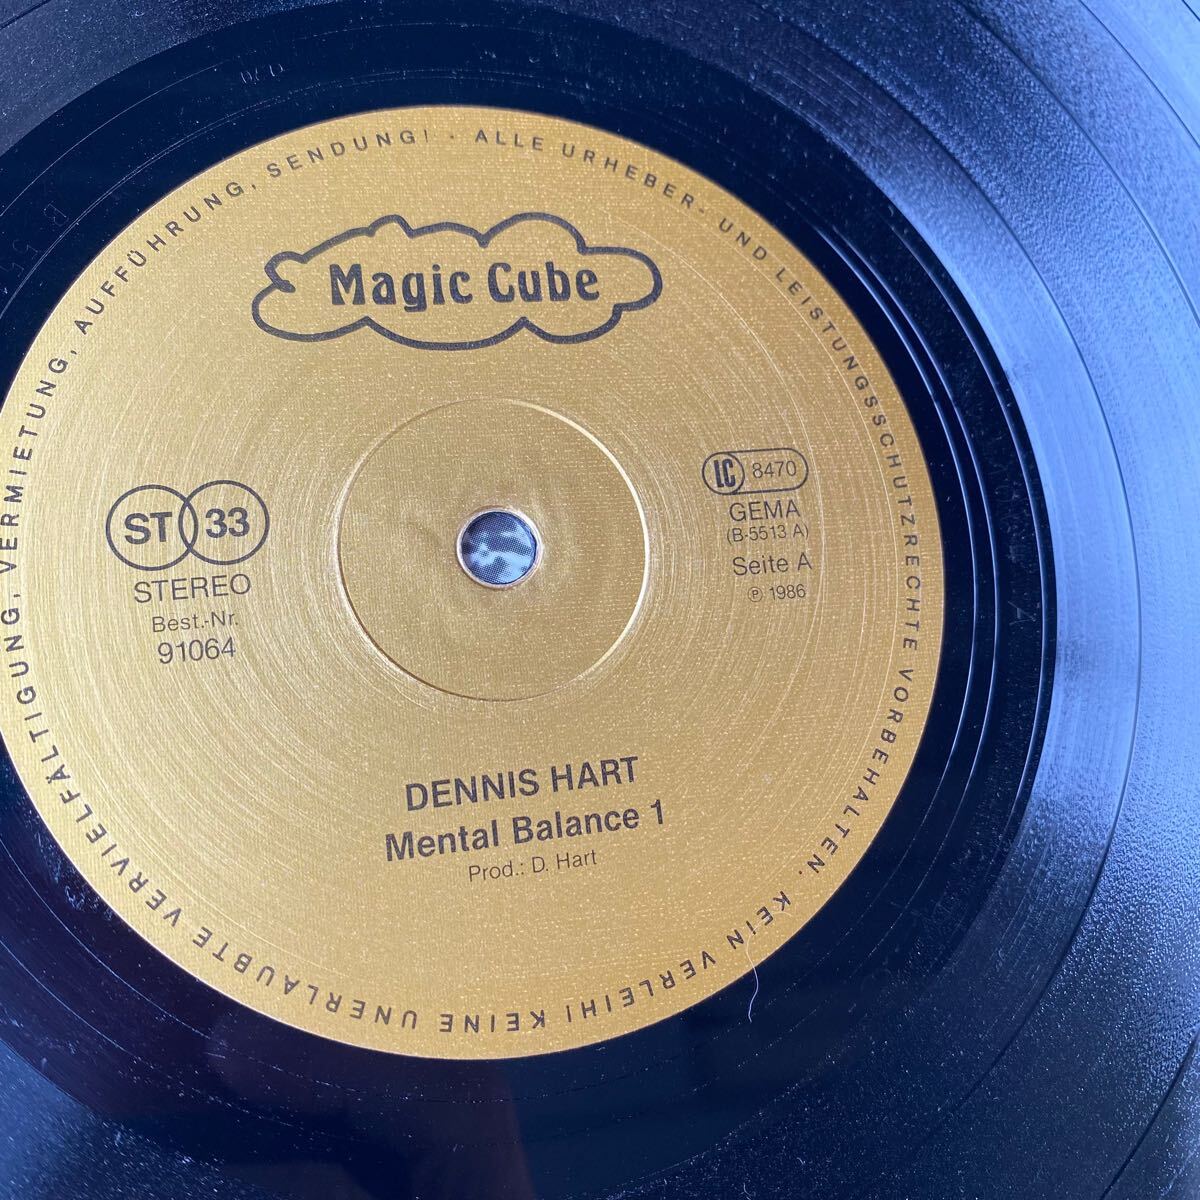 ALLE URHEBER- UND LEISTUNGSSCHUTZRECHTE VORBEHALTEN. KEIN VERLEIH! KEINE UNERLAUBTE VERVIELFÄLTIGUNG, VERMIETUNG, AUFFÜHRUNG, SENDUNG! ·
Magic Cube
ST 33
STEREO
Best.-Nr.
91064
LC 8470
GEMA
(B-5513 A)
Seite A
℗ 1986
DENNIS HART
Mental Balance 1
Prod.: D. Hart